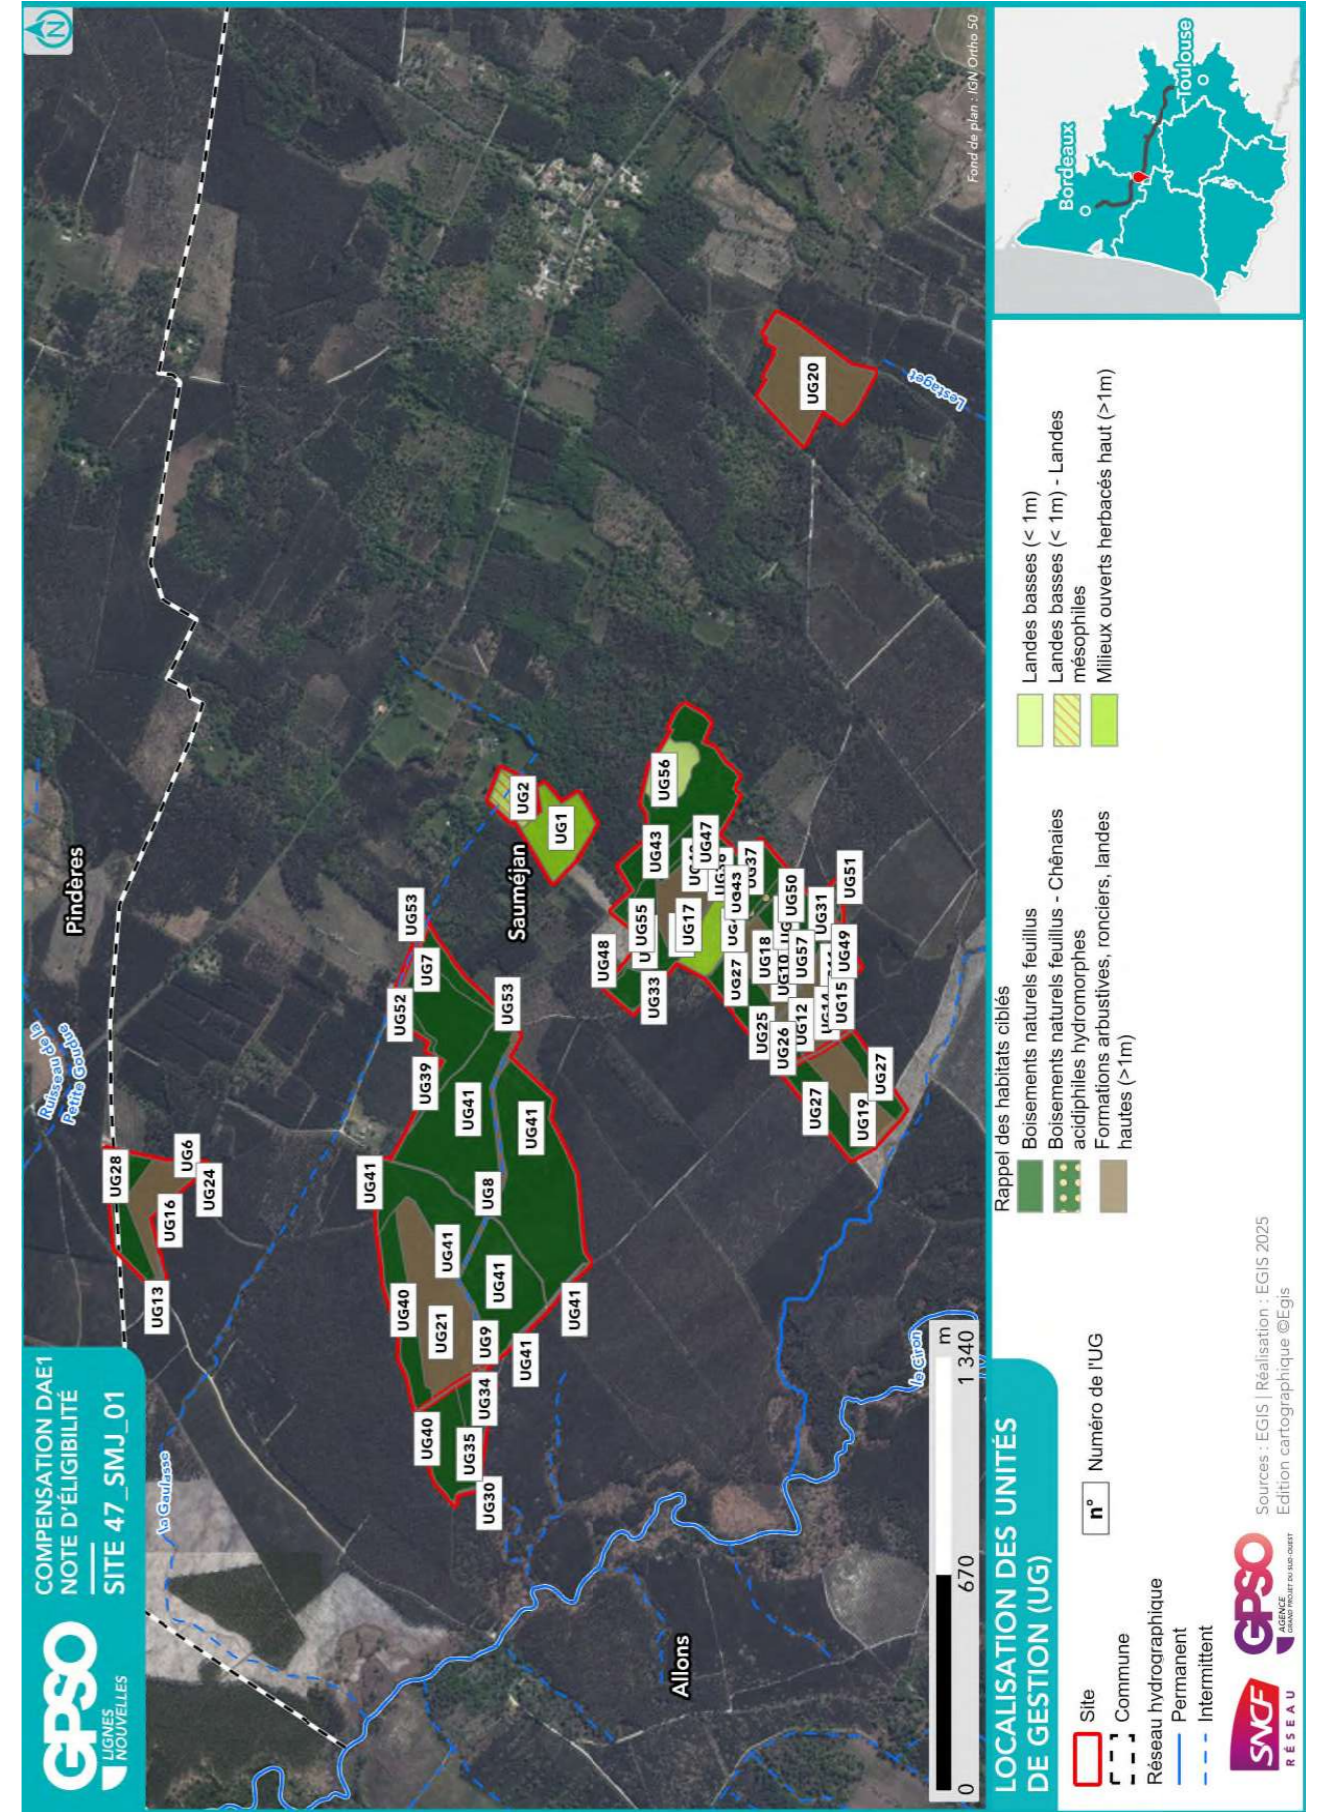 GPSO
LIGNES
NOUVELLES
COMPENSATION DAE1
NOTE D'ÉLIGIBILITÉ
SITE 47_SMJ_01
N
Pindères
Ruisseau de la
Petite Goudne
la Gaulasse
Sauméjan
Allons
le Ciron
Lestaget
UG28
UG6
UG24
UG16
UG13
UG53
UG7
UG52
UG39
UG53
UG41
UG41
UG41
UG8
UG41
UG40
UG21
UG41
UG9
UG41
UG41
UG34
UG40
UG35
UG30
UG2
UG1
UG20
UG56
UG43
UG47
UG37
UG43
UG55
UG17
UG48
UG33
UG50
UG51
UG31
UG18
UG57
UG49
UG27
UG10
UG25
UG12
UG15
UG26
UG27
UG27
UG19
Fond de plan : IGN Ortho 50
0 670 1 340
m
LOCALISATION DES UNITÉS
DE GESTION (UG)
Site
Commune
Réseau hydrographique
Permanent
Intermittent
n° Numéro de l'UG
Rappel des habitats ciblés
Boisements naturels feuillus
Boisements naturels feuillus - Chênaies
acidiphiles hydromorphes
Formations arbustives, ronciers, landes
hautes (>1m)
Landes basses (< 1m)
Landes basses (< 1m) - Landes
mésophiles
Milieux ouverts herbacés haut (>1m)
Bordeaux
Toulouse
SNCF
RÉSEAU
GPSO
AGENCE
GRAND PROJET DU SUD-OUEST
Sources : EGIS | Réalisation : EGIS 2025
Edition cartographique ©Egis